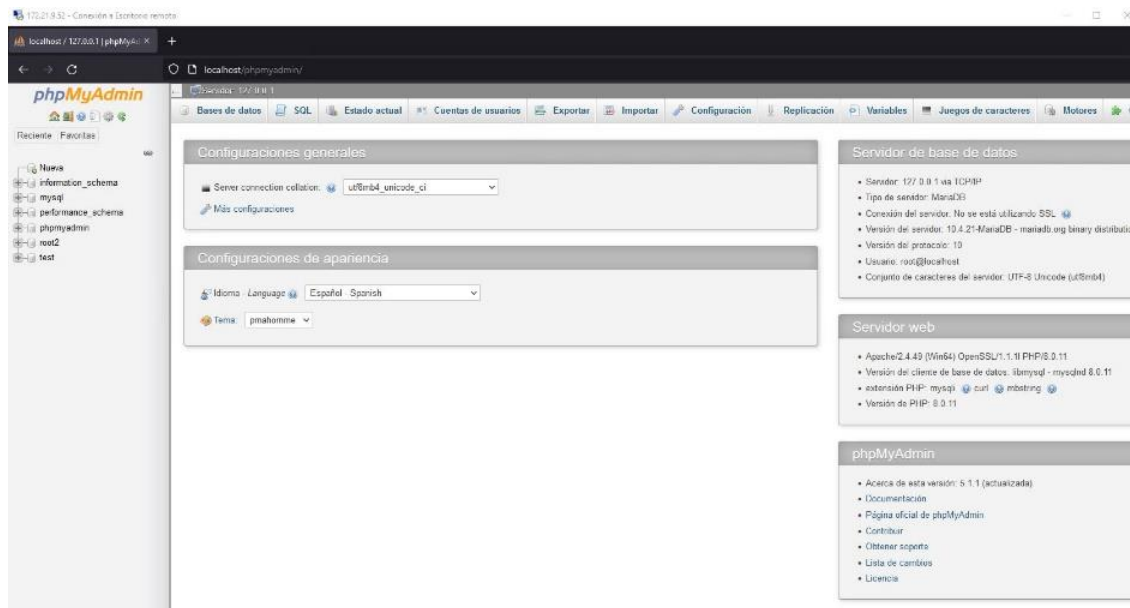 172.21.9.52 - Conexión a Escritorio remoto
localhost / 127.0.0.1 | phpMyAd
localhost/phpmyadmin/
phpMyAdmin
Reciente Favoritas
Nueva
information_schema
mysql
performance_schema
phpmyadmin
root2
test
Servidor: 127.0.0.1
Bases de datos SQL Estado actual Cuentas de usuarios Exportar Importar Configuración Replicación Variables Juegos de caracteres Motores
Configuraciones generales
Server connection collation: utf8mb4_unicode_ci
Más configuraciones
Configuraciones de apariencia
Idioma - Language Español - Spanish
Tema: pmahomme
Servidor de base de datos
• Servidor: 127.0.0.1 via TCP/IP
• Tipo de servidor: MariaDB
• Conexión del servidor: No se está utilizando SSL
• Versión del servidor: 10.4.21-MariaDB - mariadb.org binary distributio
• Versión del protocolo: 10
• Usuario: root@localhost
• Conjunto de caracteres del servidor: UTF-8 Unicode (utf8mb4)
Servidor web
• Apache/2.4.49 (Win64) OpenSSL/1.1.1l PHP/8.0.11
• Versión del cliente de base de datos: libmysql - mysqlnd 8.0.11
• extensión PHP: mysqli curl mbstring
• Versión de PHP: 8.0.11
phpMyAdmin
• Acerca de esta versión: 5.1.1 (actualizada)
• Documentación
• Página oficial de phpMyAdmin
• Contribuir
• Obtener soporte
• Lista de cambios
• Licencia